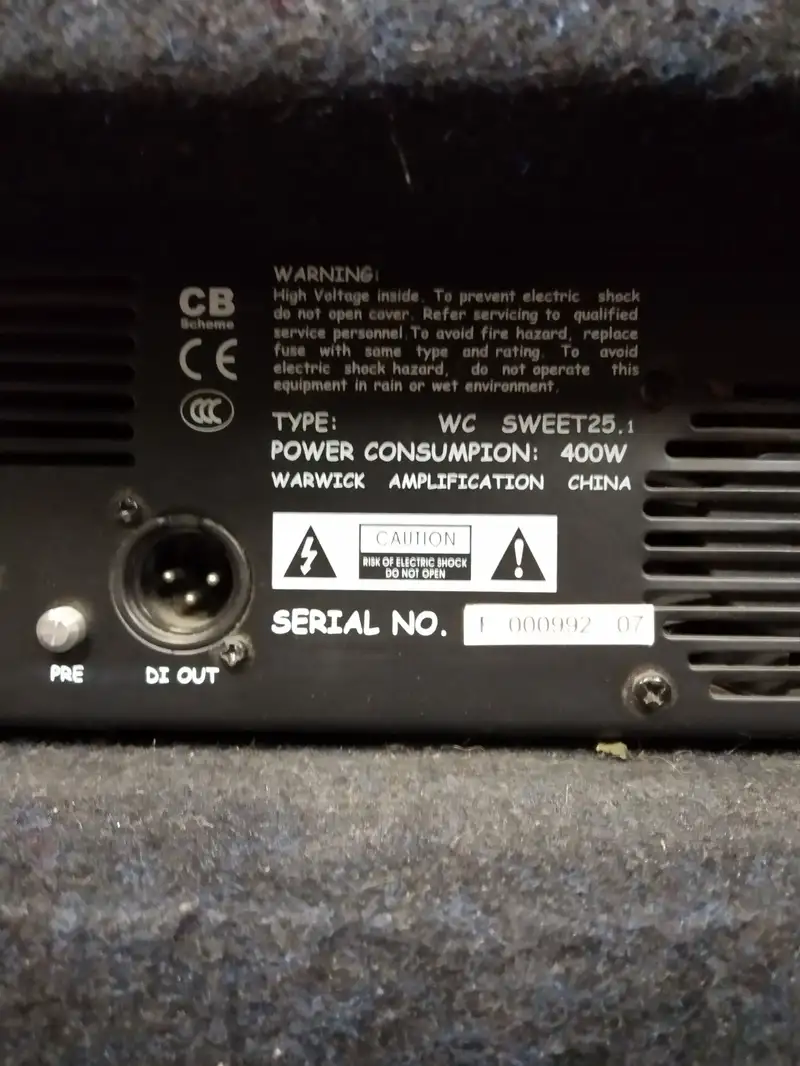 CB
Scheme
CE
CCC
WARNING:
High Voltage inside. To prevent electric shock
do not open cover. Refer servicing to qualified
service personnel. To avoid fire hazard, replace
fuse with same type and rating. To avoid
electric shock hazard, do not operate this
equipment in rain or wet environment.
TYPE: WC SWEET25.1
POWER CONSUMPION: 400W
WARWICK AMPLIFICATION CHINA
CAUTION
RISK OF ELECTRIC SHOCK
DO NOT OPEN
SERIAL NO. 000992 07
PRE
DI OUT